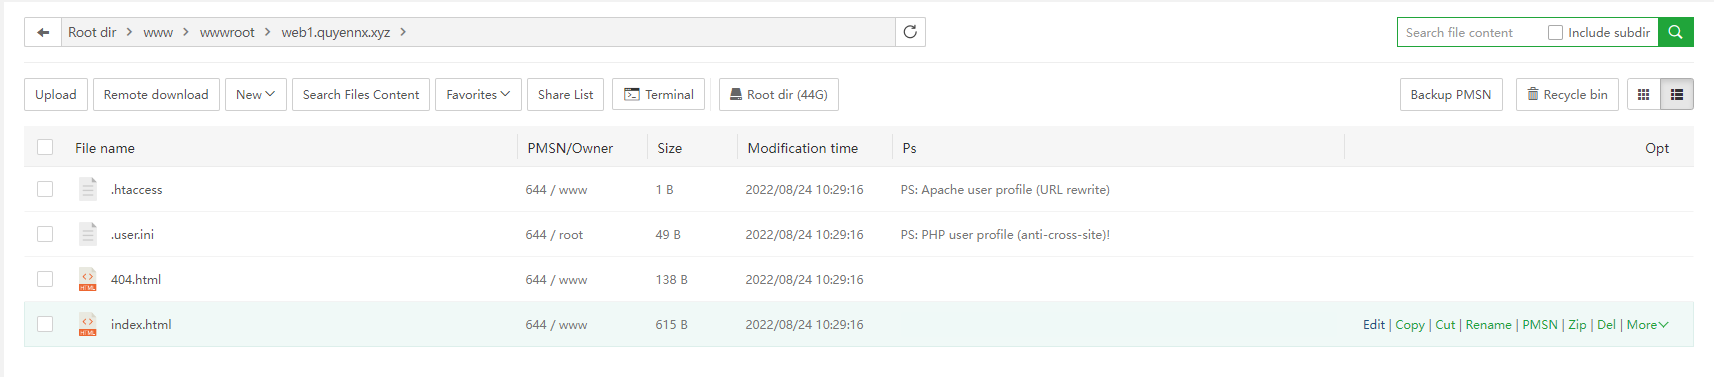 Root dir > www > wwwroot > web1.quyennx.xyz > Search file content Include subdir
Upload Remote download New Search Files Content Favorites Share List Terminal Root dir (44G) Backup PMSN Recycle bin
File name PMSN/Owner Size Modification time Ps Opt
.htaccess 644 / www 1 B 2022/08/24 10:29:16 PS: Apache user profile (URL rewrite)
.user.ini 644 / root 49 B 2022/08/24 10:29:16 PS: PHP user profile (anti-cross-site)!
HTML 404.html 644 / www 138 B 2022/08/24 10:29:16
HTML index.html 644 / www 615 B 2022/08/24 10:29:16 Edit | Copy | Cut | Rename | PMSN | Zip | Del | More